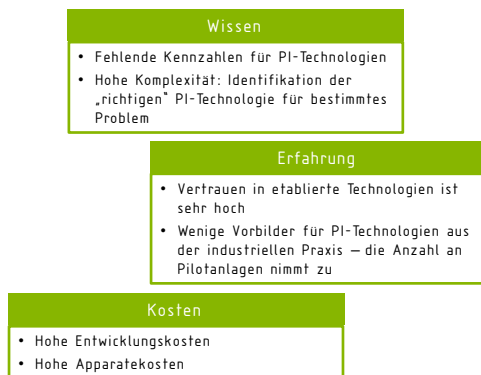 Wissen
• Fehlende Kennzahlen für PI-Technologien
• Hohe Komplexität: Identifikation der
„richtigen“ PI-Technologie für bestimmtes
Problem
Erfahrung
• Vertrauen in etablierte Technologien ist
sehr hoch
• Wenige Vorbilder für PI-Technologien aus
der industriellen Praxis – die Anzahl an
Pilotanlagen nimmt zu
Kosten
• Hohe Entwicklungskosten
• Hohe Apparatekosten